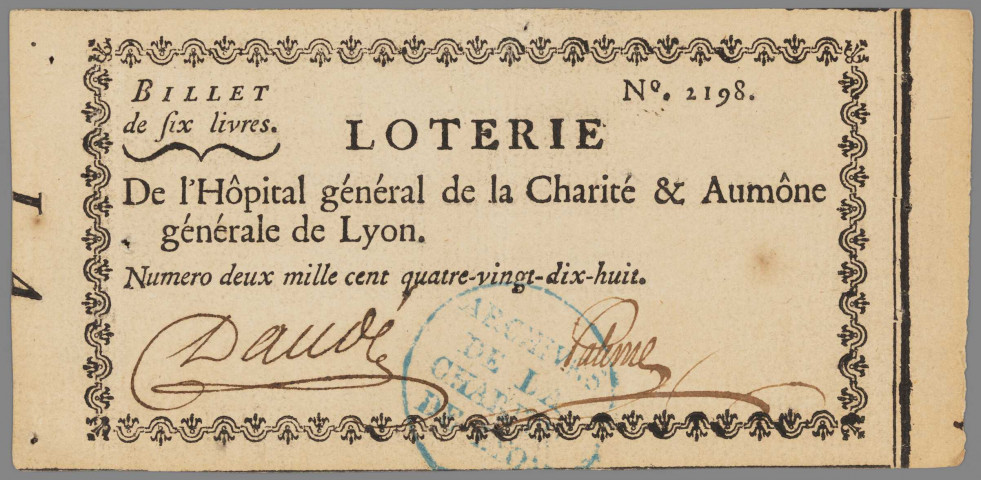 BILLET
de ſix livres.
Nº. 2198.
LOTERIE
De l'Hôpital général de la Charité & Aumône
générale de Lyon.
Numero deux mille cent quatre-vingt-dix-huit.
Daudé
ARCHIVES
DE LA